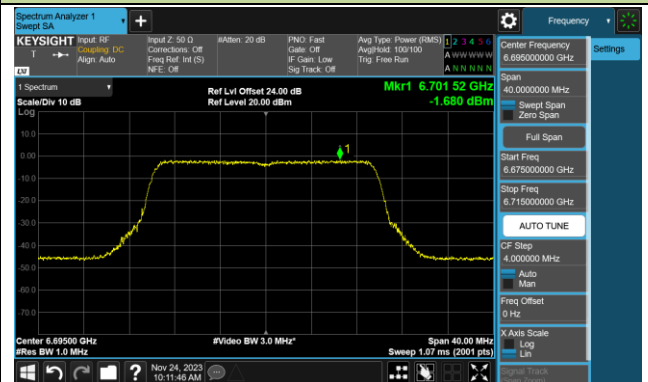 Spectrum Analyzer 1
Swept SA
+
Frequency
KEYSIGHT
Input: RF
Coupling: DC
Align: Auto
Input Z: 50 Ω
Corrections: Off
Freq Ref: Int (S)
NFE: Off
#Atten: 20 dB
PNO: Fast
Gate: Off
IF Gain: Low
Sig Track: Off
Avg Type: Power (RMS)
Avg|Hold: 100/100
Trig: Free Run
1 2 3 4 5 6
A W W W W W
A N N N N N
T
LXI
1 Spectrum
Scale/Div 10 dB
Log
Ref Lvl Offset 24.00 dB
Ref Level 20.00 dBm
Mkr1 6.701 52 GHz
-1.680 dBm
10.0
0.00
-10.0
-20.0
-30.0
-40.0
-50.0
-60.0
-70.0
1
Center 6.69500 GHz
#Res BW 1.0 MHz
#Video BW 3.0 MHz*
Span 40.00 MHz
Sweep 1.07 ms (2001 pts)
Nov 24, 2023
10:11:46 AM
Center Frequency
6.695000000 GHz
Settings
Span
40.0000000 MHz
Swept Span
Zero Span
Full Span
Start Freq
6.675000000 GHz
Stop Freq
6.715000000 GHz
AUTO TUNE
CF Step
4.000000 MHz
Auto
Man
Freq Offset
0 Hz
X Axis Scale
Log
Lin
Signal Track